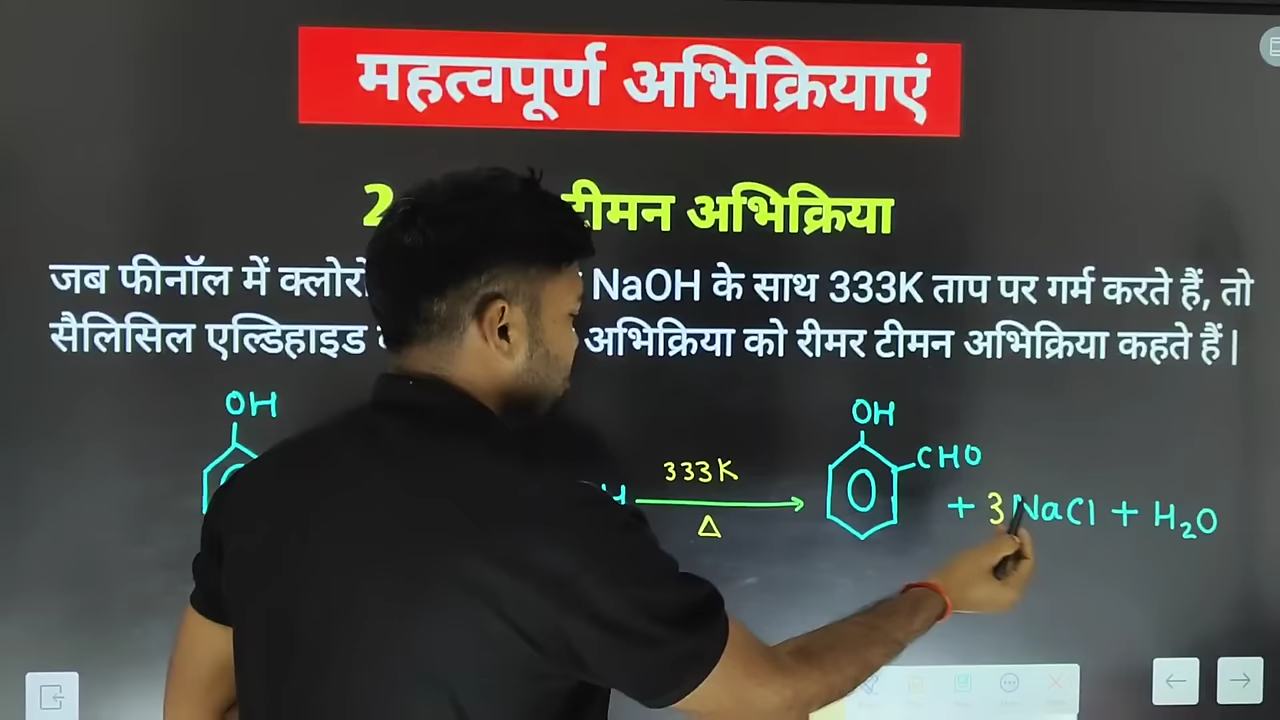 महत्वपूर्ण अभिक्रियाएं
2 टीमन अभिक्रिया
जब फीनॉल में NaOH के साथ 333K ताप पर गर्म करते हैं, तो
सैलिसिल एल्डिहाइड अभिक्रिया को रीमर टीमन अभिक्रिया कहते हैं |
OH
OH
CHO
333K
H
Δ
+ 3NaCl + H₂O